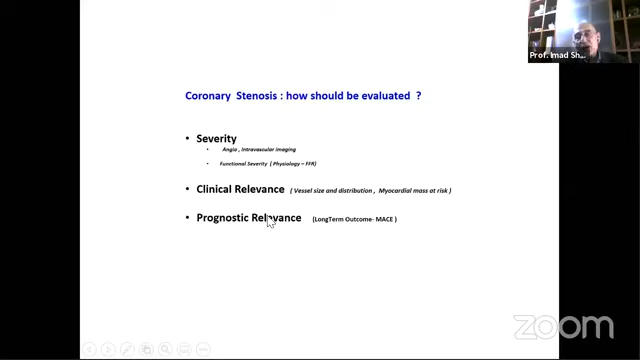 Prof. Imad Sh...
Coronary Stenosis : how should be evaluated ?
• Severity
• Angio , Intravascular imaging
• Functional Severity ( Physiology – FFR)
• Clinical Relevance ( Vessel size and distribution , Myocardial mass at risk )
• Prognostic Relevance (LongTerm Outcome- MACE )
zoom